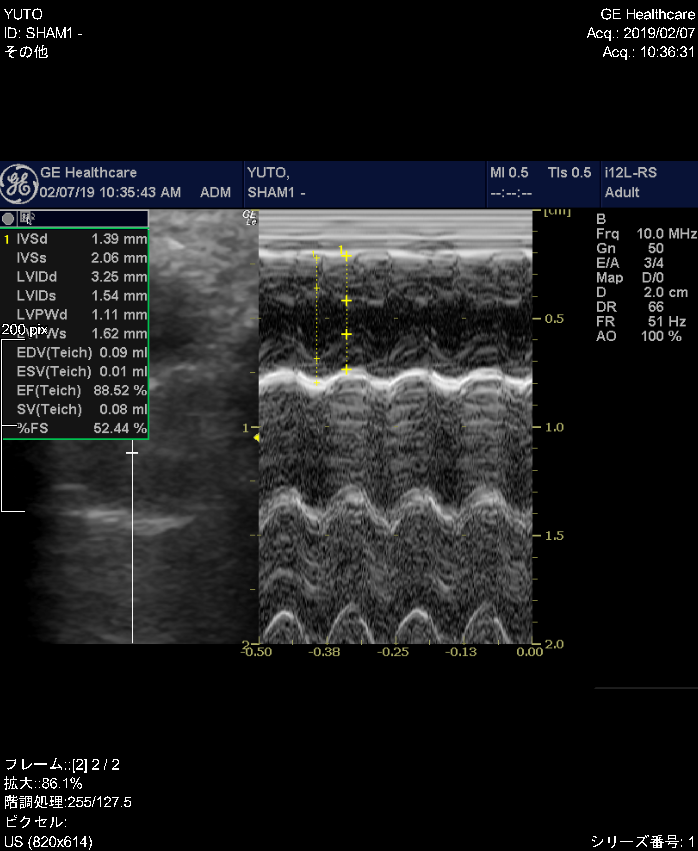 YUTO
ID: SHAM1 -
その他
GE Healthcare
Acq.: 2019/02/07
Acq.: 10:36:31
GE Healthcare
02/07/19 10:35:43 AM ADM
YUTO,
SHAM1 -
MI 0.5 TIs 0.5
--:--:--
i12L-RS
Adult
1 IVSd 1.39 mm
IVSs 2.06 mm
LVIDd 3.25 mm
LVIDs 1.54 mm
LVPWd 1.11 mm
LVPWs 1.62 mm
200 pix
EDV(Teich) 0.09 ml
ESV(Teich) 0.01 ml
EF(Teich) 88.52 %
SV(Teich) 0.08 ml
%FS 52.44 %
1
1
2
[cm]
0.5
1.0
1.5
2.0
-0.50 -0.38 -0.25 -0.13 0.00
B
Frq 10.0 MHz
Gn 50
E/A 3/4
Map D/0
D 2.0 cm
DR 66
FR 51 Hz
AO 100 %
フレーム::[2] 2 / 2
拡大::86.1%
階調処理:255/127.5
ピクセル:
US (820x614)
シリーズ番号: 1